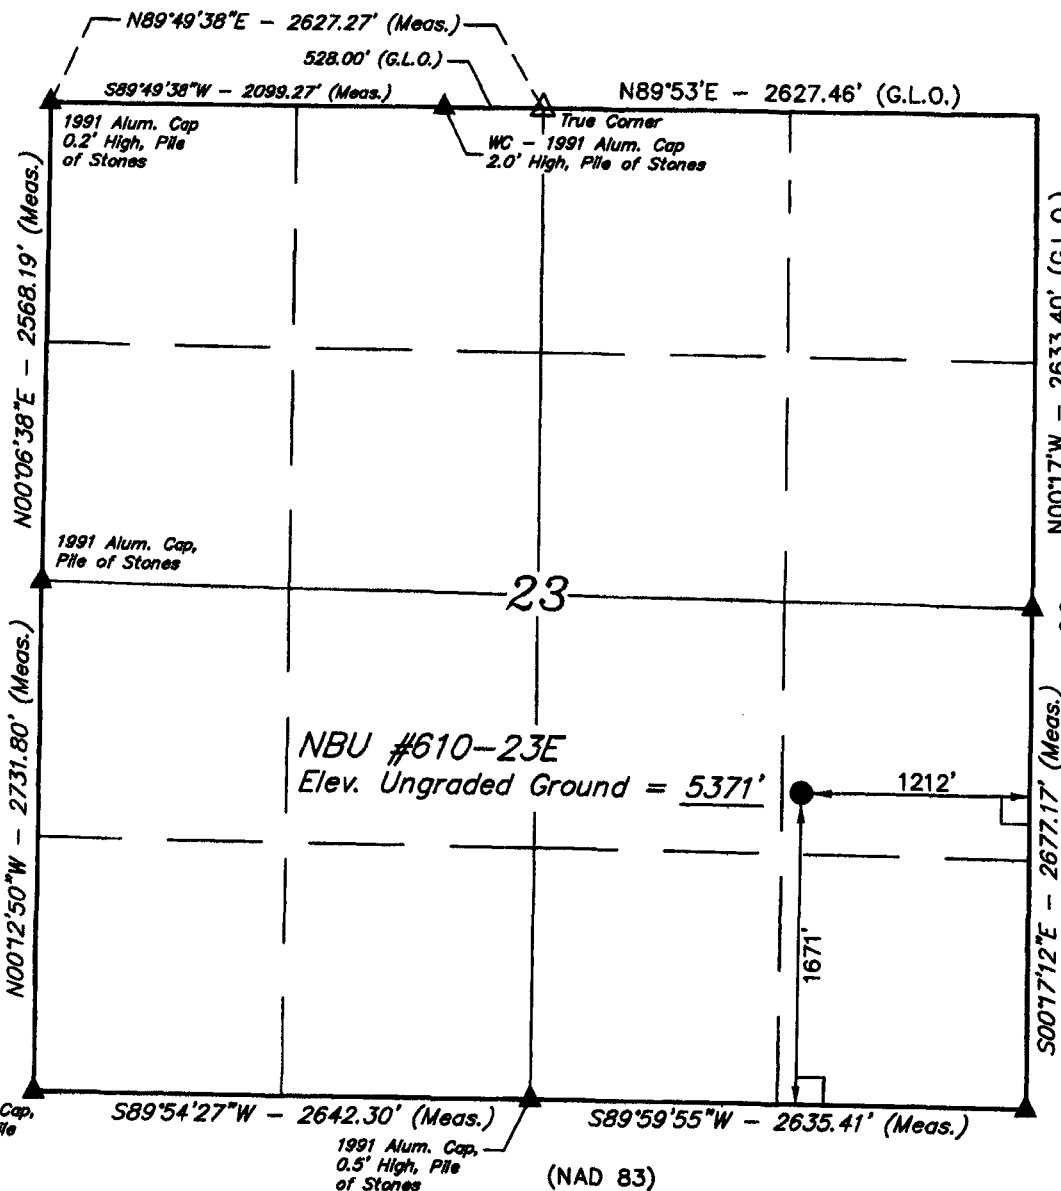 N89°49'38"E - 2627.27' (Meas.)
528.00' (G.L.O.)
S89°49'38"W - 2099.27' (Meas.)
N89°53'E - 2627.46' (G.L.O.)
1991 Alum. Cap
0.2' High, Pile
of Stones
True Corner
WC - 1991 Alum. Cap
2.0' High, Pile of Stones
N00°06'38"E - 2568.19' (Meas.)
N00°17'W - 2633.40' (G.L.O.)
1991 Alum. Cap,
Pile of Stones
23
NBU #610-23E
Elev. Ungraded Ground = 5371'
1212'
1671'
N00°12'50"W - 2731.80' (Meas.)
S00°17'12"E - 2677.17' (Meas.)
Cap,
S89°54'27"W - 2642.30' (Meas.)
S89°59'55"W - 2635.41' (Meas.)
1991 Alum. Cap,
0.5' High, Pile
of Stones
(NAD 83)